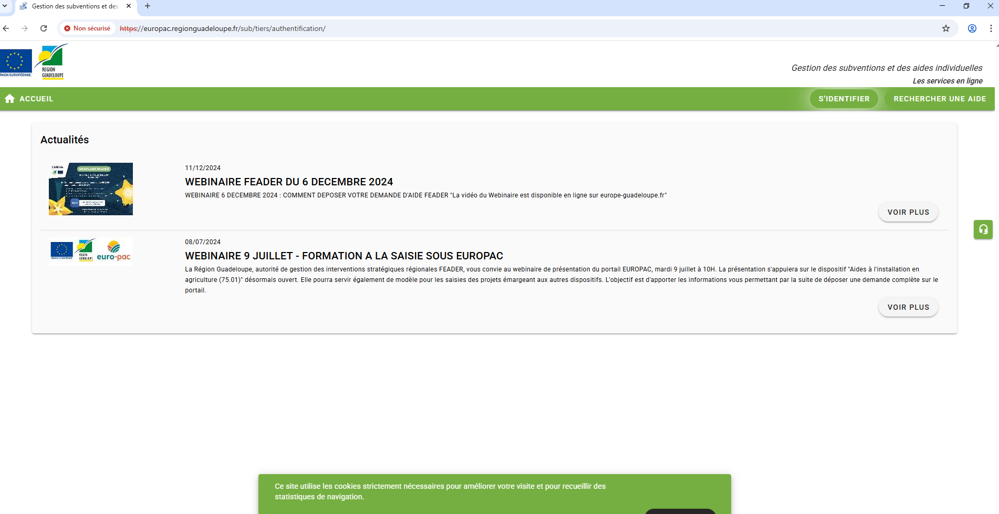 Gestion des subventions et des
Non sécurisé
https://europac.regionguadeloupe.fr/sub/tiers/authentification/
UNION EUROPÉENNE
REGION
GUADELOUPE
Gestion des subventions et des aides individuelles
Les services en ligne
ACCUEIL
S'IDENTIFIER
RECHERCHER UNE AIDE
Actualités
WEBINAIRE FEADER
11/12/2024
WEBINAIRE FEADER DU 6 DECEMBRE 2024
WEBINAIRE 6 DECEMBRE 2024 : COMMENT DEPOSER VOTRE DEMANDE D'AIDE FEADER "La vidéo du Webinaire est disponible en ligne sur europe-guadeloupe.fr"
VOIR PLUS
UNION EUROPÉENNE
REGION
GUADELOUPE
euro-pac
08/07/2024
WEBINAIRE 9 JUILLET - FORMATION A LA SAISIE SOUS EUROPAC
La Région Guadeloupe, autorité de gestion des interventions stratégiques régionales FEADER, vous convie au webinaire de présentation du portail EUROPAC, mardi 9 juillet à 10H. La présentation s'appuiera sur le dispositif "Aides à l'installation en
agriculture (75.01)" désormais ouvert. Elle pourra servir également de modèle pour les saisies des projets émargeant aux autres dispositifs. L'objectif est d'apporter les informations vous permettant par la suite de déposer une demande complète sur le
portail.
VOIR PLUS
Ce site utilise les cookies strictement nécessaires pour améliorer votre visite et pour recueillir des
statistiques de navigation.